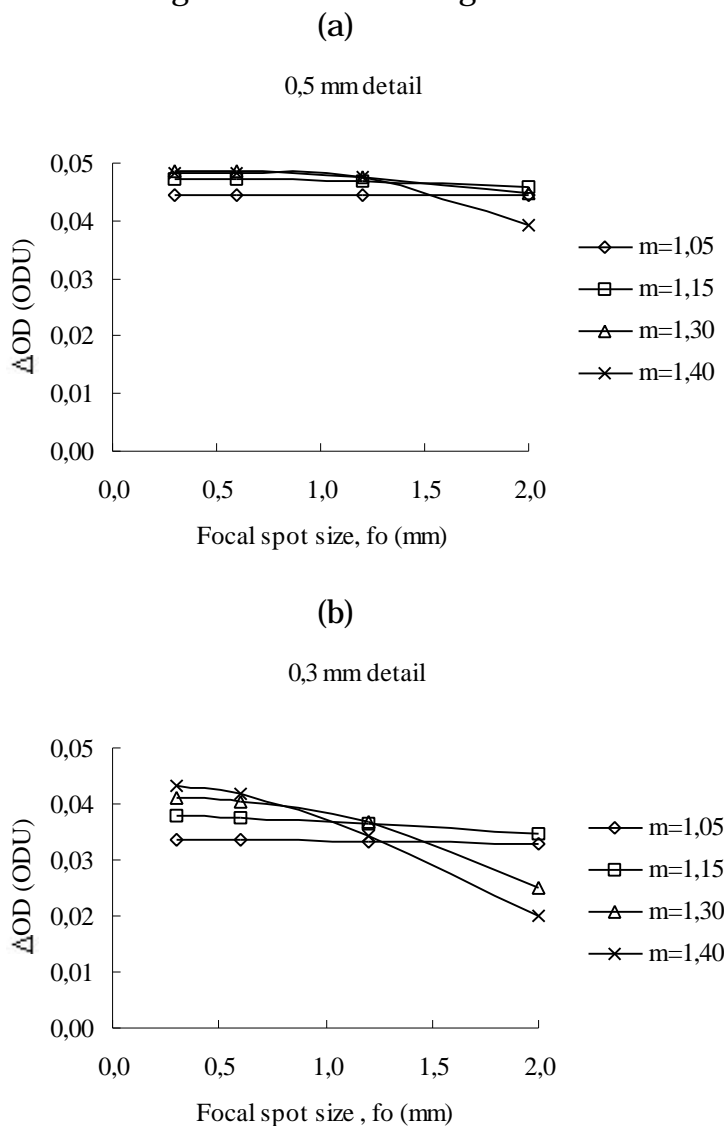 (a)
0,5 mm detail
0,05
0,04
0,03
0,02
0,01
0,00
ΔOD (ODU)
0,0 0,5 1,0 1,5 2,0
Focal spot size, fo (mm)
m=1,05
m=1,15
m=1,30
m=1,40
(b)
0,3 mm detail
0,05
0,04
0,03
0,02
0,01
0,00
ΔOD (ODU)
0,0 0,5 1,0 1,5 2,0
Focal spot size , fo (mm)
m=1,05
m=1,15
m=1,30
m=1,40